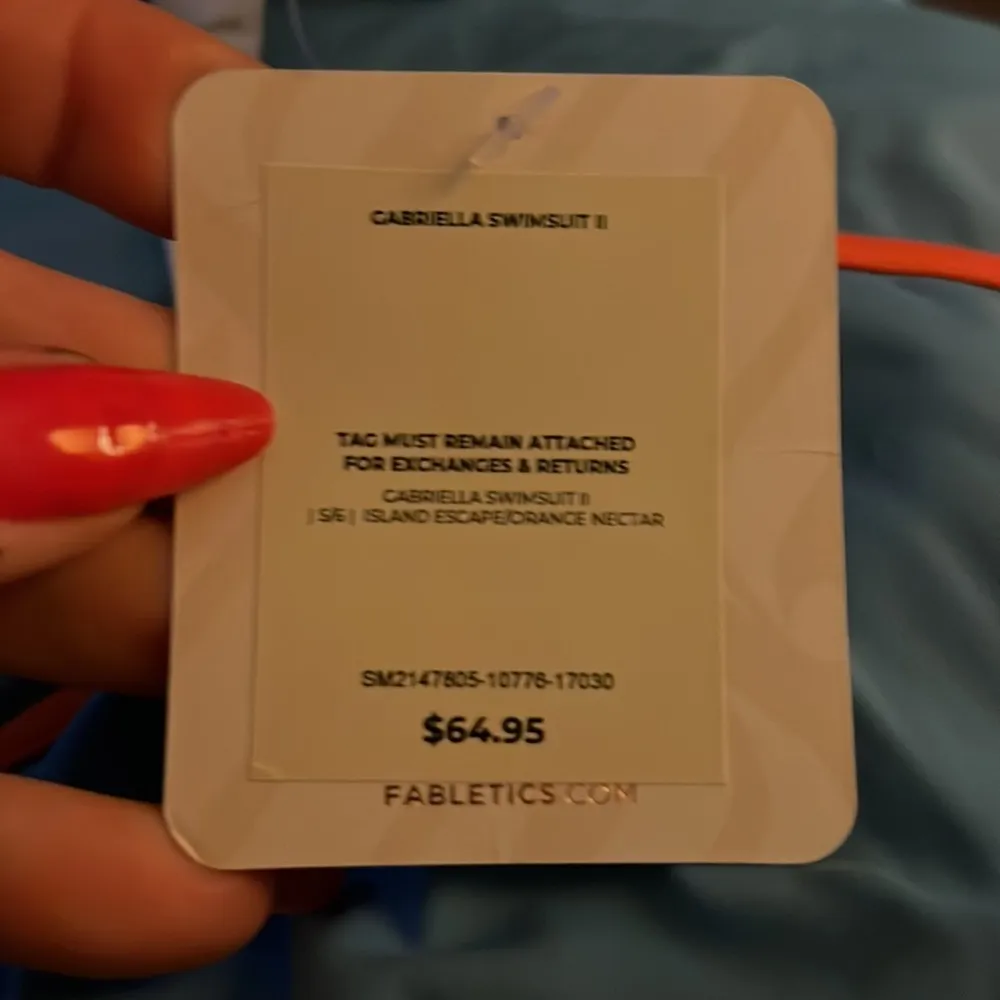 GABRIELLA SWIMSUIT II
TAG MUST REMAIN ATTACHED
FOR EXCHANGES & RETURNS
GABRIELLA SWIMSUIT II
| S/6 | ISLAND ESCAPE/ORANGE NECTAR
SM2147605-10776-17030
$64.95
FABLETICS.COM